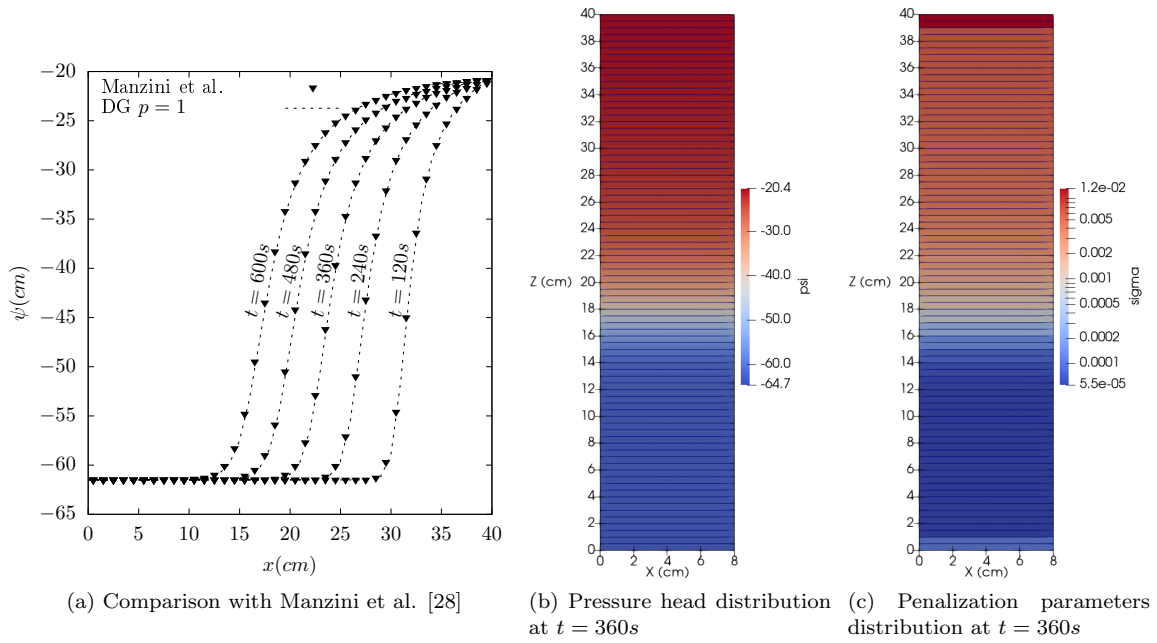 −20
−25
−30
−35
−40
−45
−50
−55
−60
−65
0 5 10 15 20 25 30 35 40
ψ(cm)
x(cm)
Manzini et al.
DG p = 1
t = 600s
t = 480s
t = 360s
t = 240s
t = 120s
(a) Comparison with Manzini et al. [28]
40
38
36
34
32
30
28
26
24
22
Z (cm) 20
18
16
14
12
10
8
6
4
2
0
0 2 4 6 8
X (cm)
-20.4
-30.0
-40.0
-50.0
-60.0
-64.7
psi
(b) Pressure head distribution
at t = 360s
40
38
36
34
32
30
28
26
24
22
Z (cm) 20
18
16
14
12
10
8
6
4
2
0
0 2 4 6 8
X (cm)
1.2e-02
0.005
0.002
0.001
0.0005
0.0002
0.0001
5.5e-05
sigma
(c) Penalization parameters
distribution at t = 360s